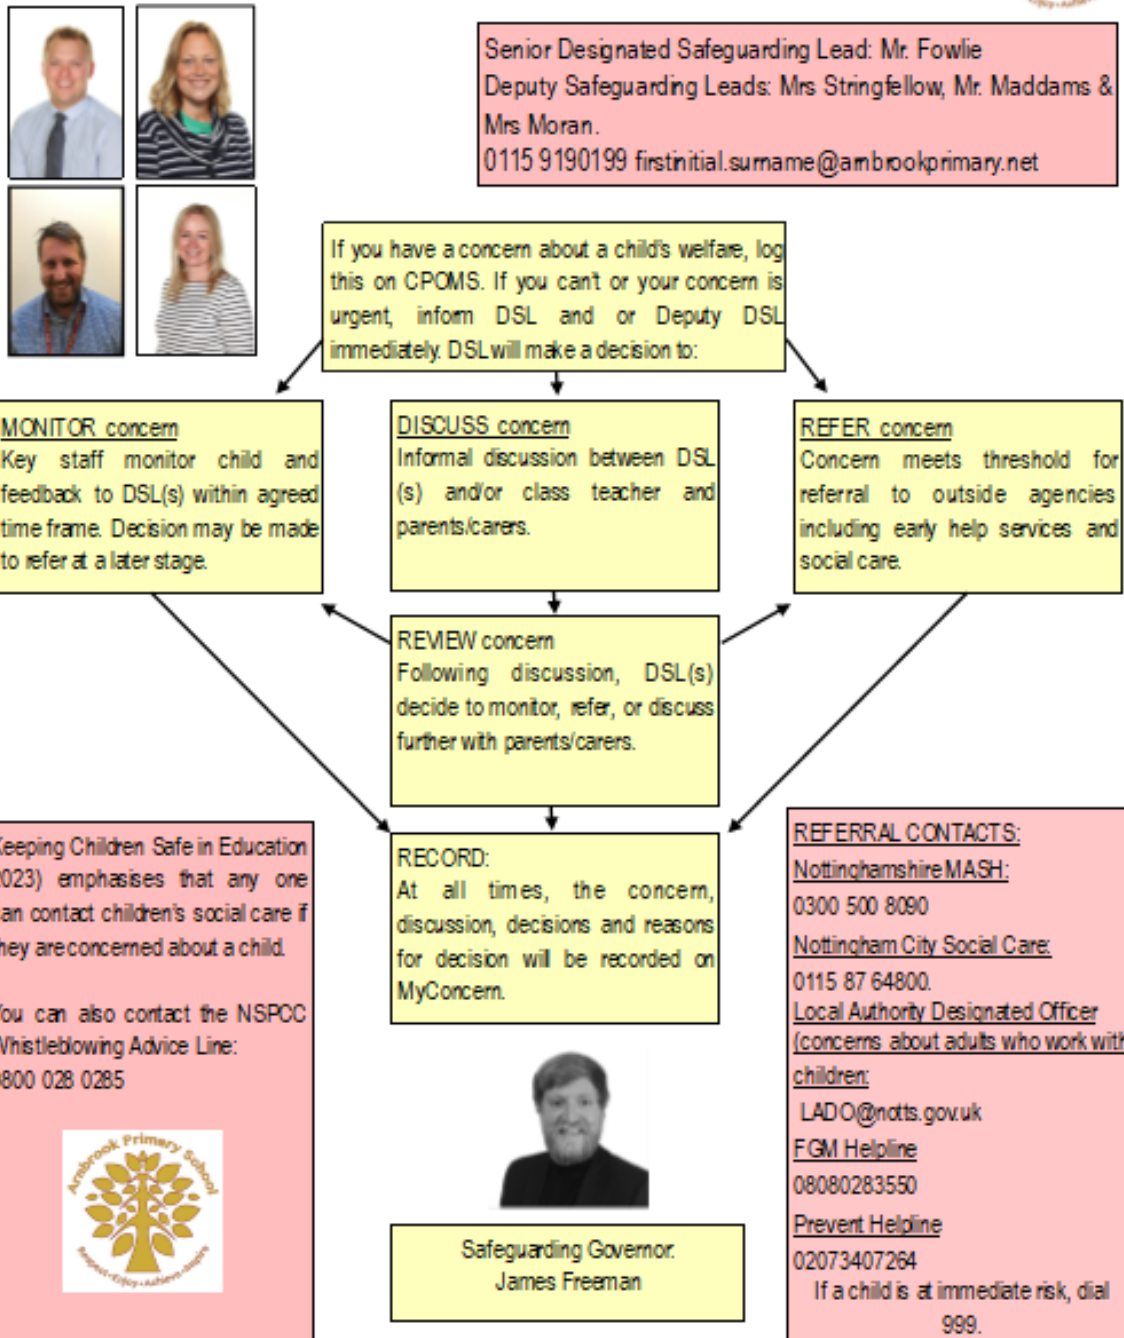 Senior Designated Safeguarding Lead: Mr. Fowlie
Deputy Safeguarding Leads: Mrs Stringfellow, Mr. Maddams &
Mrs Moran.
0115 9190199 firstinitial.surname@arnbrookprimary.net
If you have a concern about a child's welfare, log
this on CPOMS. If you can't or your concern is
urgent, inform DSL and or Deputy DSL
immediately. DSL will make a decision to:
MONITOR concern
Key staff monitor child and
feedback to DSL(s) within agreed
time frame. Decision may be made
to refer at a later stage.
DISCUSS concern
Informal discussion between DSL
(s) and/or class teacher and
parents/carers.
REFER concern
Concern meets threshold for
referral to outside agencies
including early help services and
social care.
REVIEW concern
Following discussion, DSL(s)
decide to monitor, refer, or discuss
further with parents/carers.
Keeping Children Safe in Education
2023) emphasises that any one
can contact children's social care if
they are concerned about a child.
You can also contact the NSPCC
Whistleblowing Advice Line:
0800 028 0285
Arnbrook Primary School
Respect • Enjoy • Achieve • Inspire
RECORD:
At all times, the concern,
discussion, decisions and reasons
for decision will be recorded on
MyConcern.
Safeguarding Governor:
James Freeman
REFERRAL CONTACTS:
Nottinghamshire MASH:
0300 500 8090
Nottingham City Social Care:
0115 87 64800.
Local Authority Designated Officer
(concerns about adults who work with
children:
LADO@notts.gov.uk
FGM Helpline
08080283550
Prevent Helpline
02073407264
If a child is at immediate risk, dial
999.